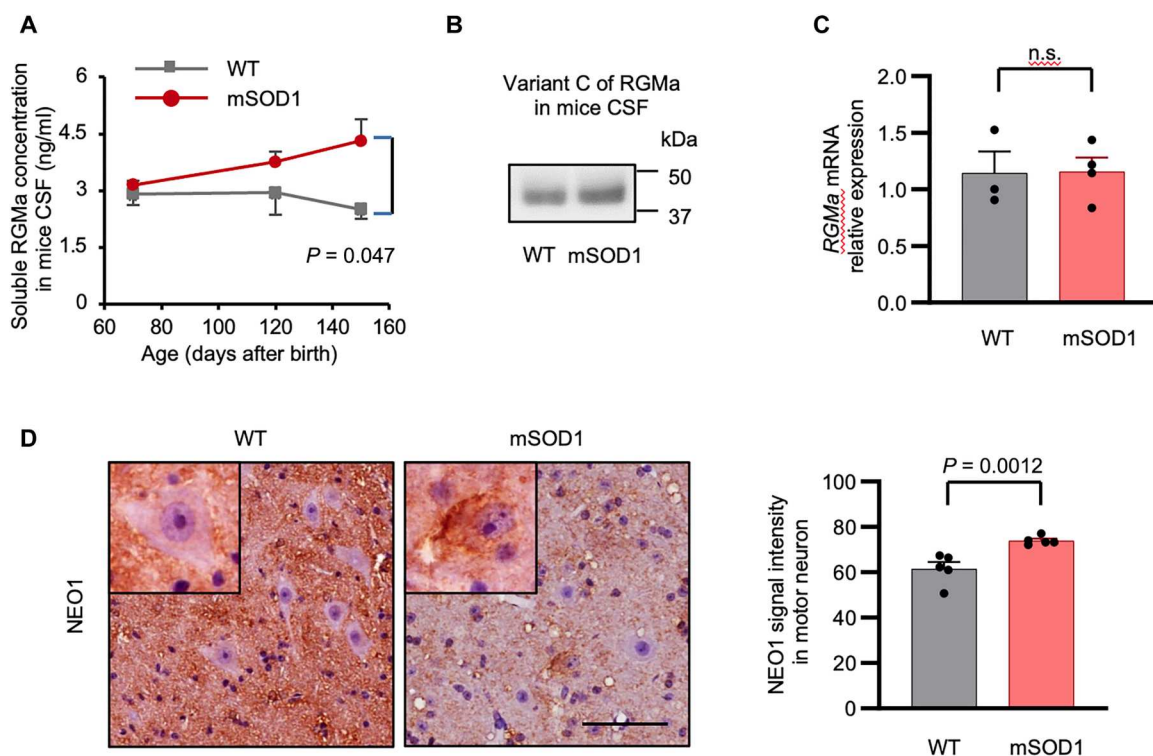 A
WT
mSOD1
Soluble RGMa concentration
in mice CSF (ng/ml)
6
4.5
3
1.5
0
P = 0.047
60 80 100 120 140 160
Age (days after birth)
B
Variant C of RGMa
in mice CSF
kDa
50
37
WT mSOD1
C
n.s.
RGMa mRNA
relative expression
2.0
1.5
1.0
0.5
0.0
WT mSOD1
D
WT mSOD1
NEO1
P = 0.0012
NEO1 signal intensity
in motor neuron
100
80
60
40
20
0
WT mSOD1